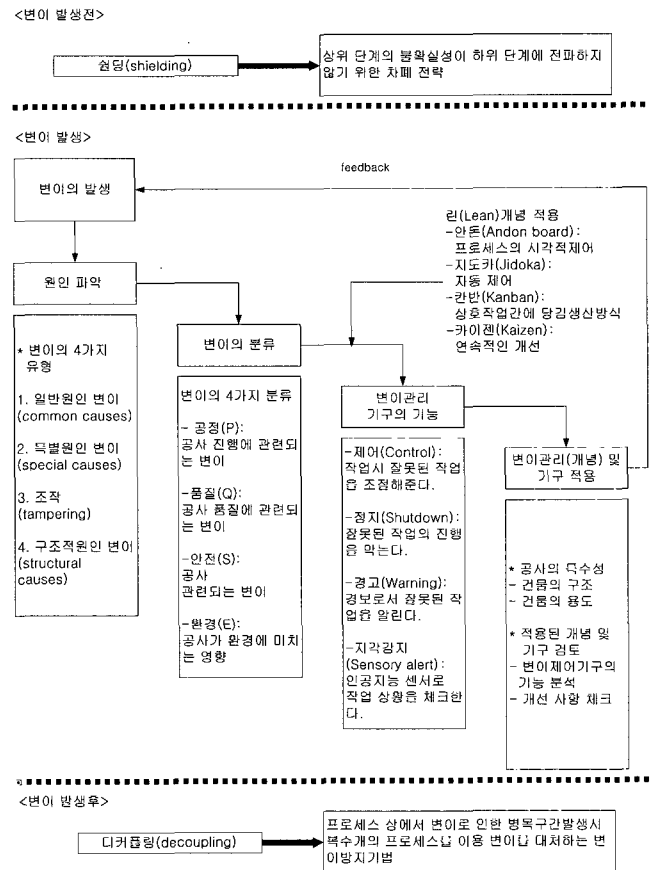 <변이 발생전>
쉴딩(shielding)
상위 단계의 불확실성이 하위 단계에 전파하지
않기 위한 차폐 전략
<변이 발생>
feedback
변이의 발생
원인 파악
린(Lean)개념 적용
-안돈(Andon board):
프로세스의 시각적제어
-지도카(Jidoka):
자동 제어
-칸반(Kanban):
상호작업간에 당김생산방식
-카이젠(Kaizen):
연속적인 개선
* 변이의 4가지
유형
1. 일반원인 변이
(common causes)
2. 특별원인 변이
(special causes)
3. 조작
(tampering)
4. 구조적원인 변이
(structural
causes)
변이의 분류
변이의 4가지 분류
- 공정(P):
공사 진행에 관련되
는 변이
-품질(Q):
공사 품질에 관련되
는 변이
-안전(S):
공사
관련되는 변이
-환경(E):
공사가 환경에 미치
는 영향
변이관리
기구의 기능
-제어(Control):
작업시 잘못된 작업
을 조정해준다.
-정지(Shutdown):
잘못된 작업의 진행
을 막는다.
-경고(Warning):
경보로서 잘못된 작
업을 알린다.
-지각감지
(Sensory alert):
인공지능 센서로
작업 상황을 체크한
다.
변이관리(개념) 및
기구 적용
* 공사의 특수성
- 건물의 구조
- 건물의 용도
* 적용된 개념 및
기구 검토
- 변이제어기구의
기능 분석
- 개선 사항 체크
<변이 발생후>
디커플링(decoupling)
프로세스 상에서 변이로 인한 병목구간발생시
복수개의 프로세스를 이용 변이를 대처하는 변
이방지기법